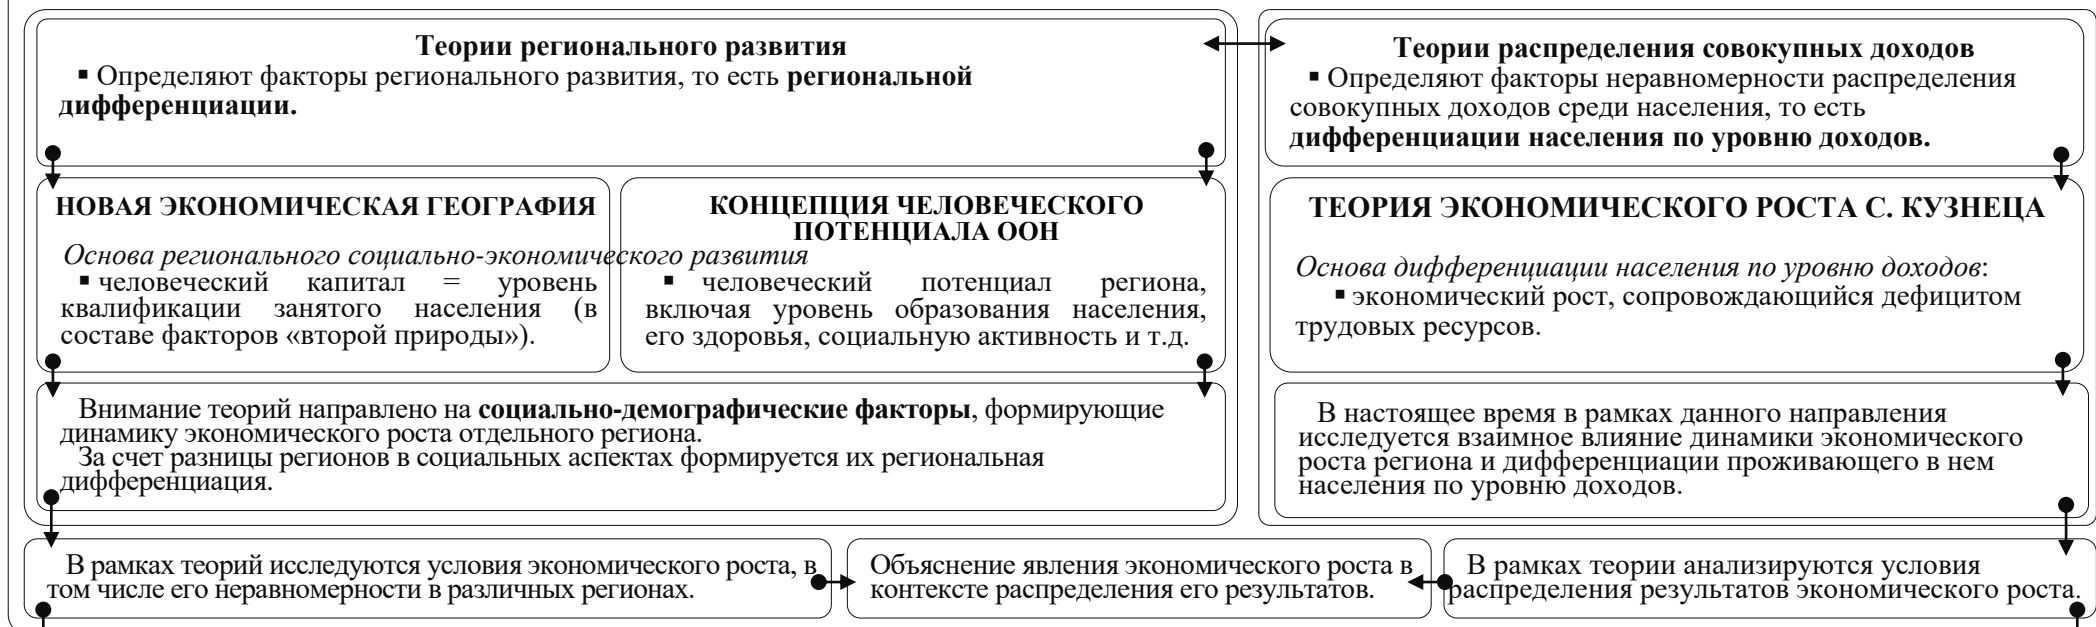 Теории регионального развития
▪ Определяют факторы регионального развития, то есть региональной
дифференциации.
Теории распределения совокупных доходов
▪ Определяют факторы неравномерности распределения
совокупных доходов среди населения, то есть
дифференциации населения по уровню доходов.
НОВАЯ ЭКОНОМИЧЕСКАЯ ГЕОГРАФИЯ
КОНЦЕПЦИЯ ЧЕЛОВЕЧЕСКОГО
ПОТЕНЦИАЛА ООН
Основа регионального социально-экономического развития
▪ человеческий капитал = уровень
квалификации занятого населения (в
составе факторов «второй природы»).
▪ человеческий потенциал региона,
включая уровень образования населения,
его здоровья, социальную активность и т.д.
ТЕОРИЯ ЭКОНОМИЧЕСКОГО РОСТА С. КУЗНЕЦА
Основа дифференциации населения по уровню доходов:
▪ экономический рост, сопровождающийся дефицитом
трудовых ресурсов.
Внимание теорий направлено на социально-демографические факторы, формирующие
динамику экономического роста отдельного региона.
За счет разницы регионов в социальных аспектах формируется их региональная
дифференциация.
В настоящее время в рамках данного направления
исследуется взаимное влияние динамики экономического
роста региона и дифференциации проживающего в нем
населения по уровню доходов.
В рамках теорий исследуются условия экономического роста, в
том числе его неравномерности в различных регионах.
Объяснение явления экономического роста в
контексте распределения его результатов.
В рамках теории анализируются условия
распределения результатов экономического роста.